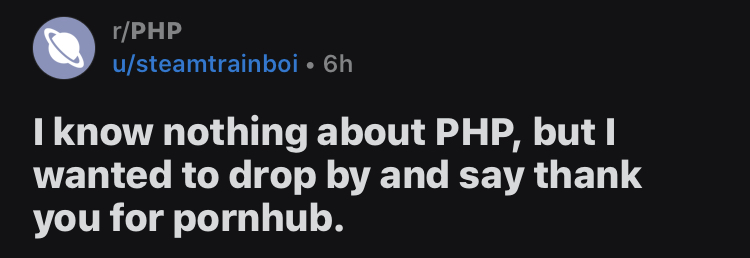 r/PHP
u/steamtrainboi • 6h
I know nothing about PHP, but I
wanted to drop by and say thank
you for pornhub.